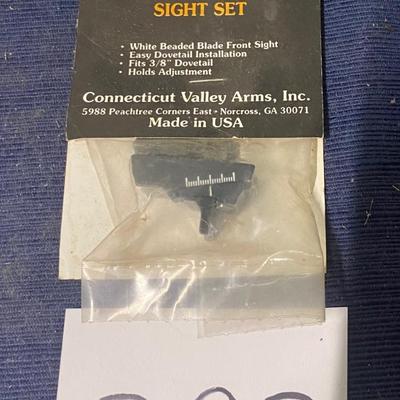 SIGHT SET
• White Beaded Blade Front Sight
• Easy Dovetail Installation
• Fits 3/8" Dovetail
• Holds Adjustment
Connecticut Valley Arms, Inc.
5988 Peachtree Corners East • Norcross, GA 30071
Made in USA